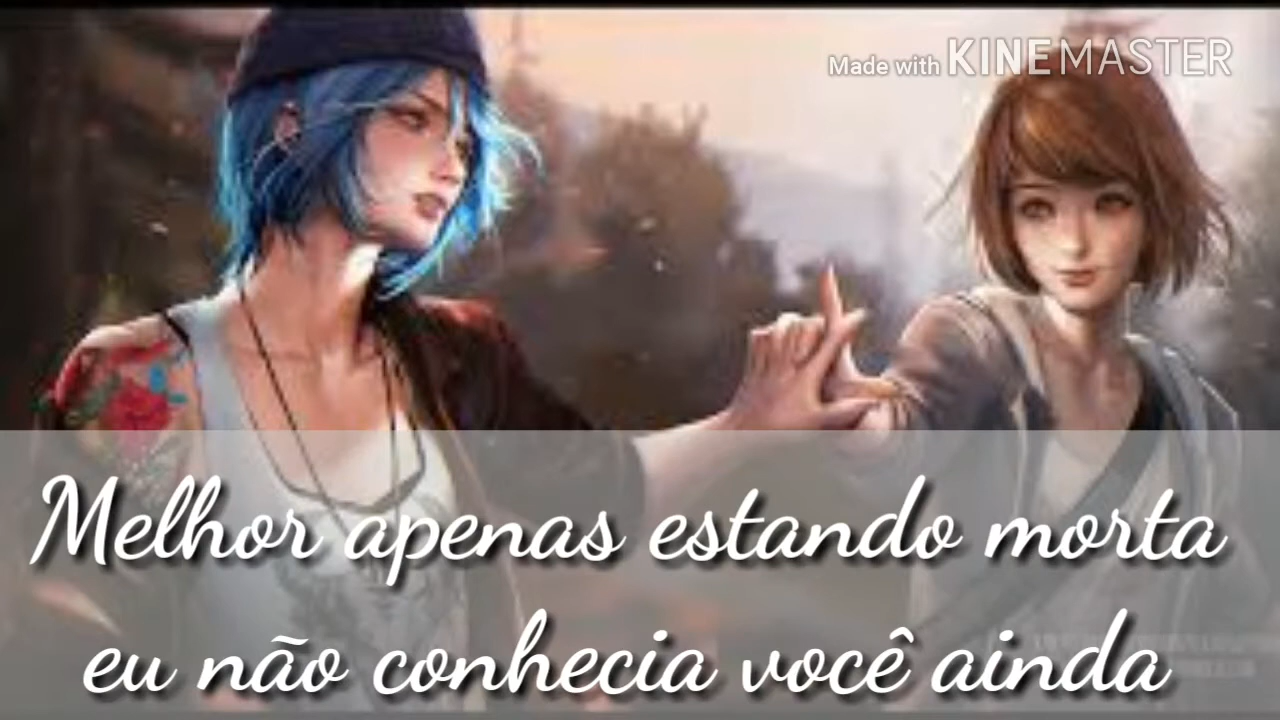 Made with KINEMASTER
Melhor apenas estando morta
eu não conhecia você ainda